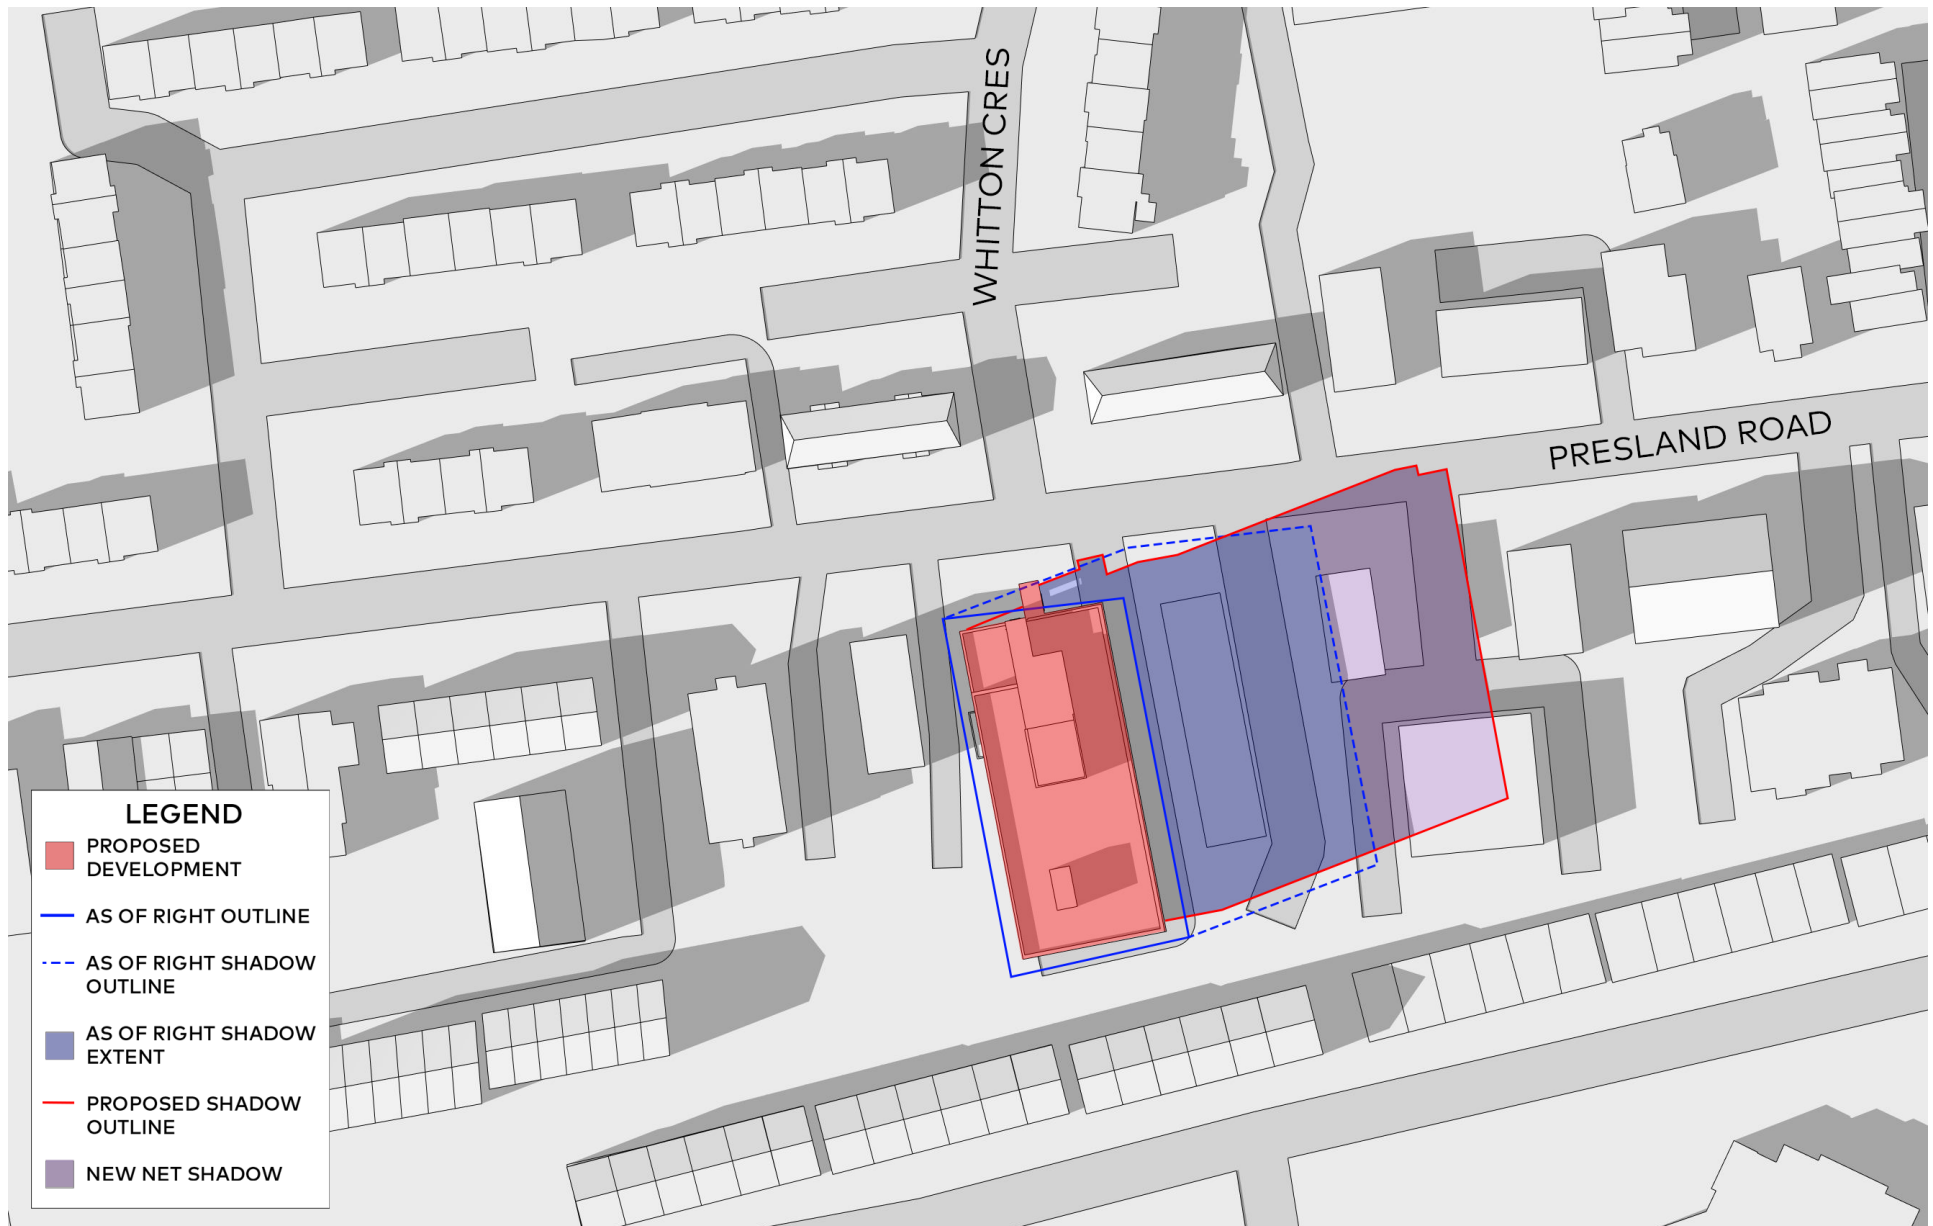 WHITTON CRES
PRESLAND ROAD
LEGEND
PROPOSED
DEVELOPMENT
AS OF RIGHT OUTLINE
AS OF RIGHT SHADOW
OUTLINE
AS OF RIGHT SHADOW
EXTENT
PROPOSED SHADOW
OUTLINE
NEW NET SHADOW